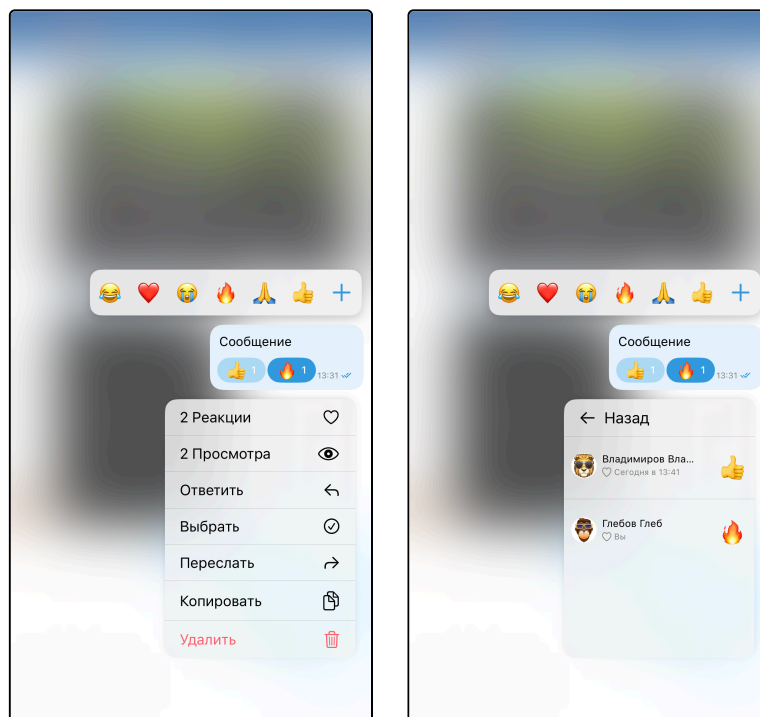 Сообщение
1 1 13:31
2 Реакции
2 Просмотра
Ответить
Выбрать
Переслать
Копировать
Удалить
Сообщение
1 1 13:31
Назад
Владимиров Вла...
Сегодня в 13:41
Глебов Глеб
Вы